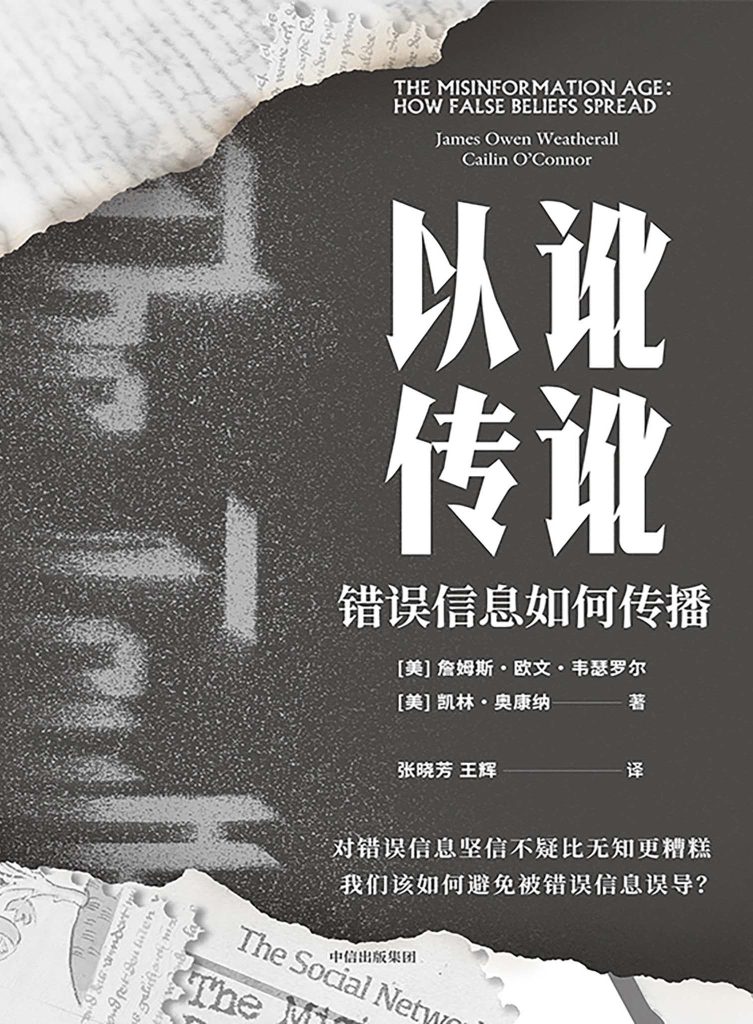 THE MISINFORMATION AGE:
HOW FALSE BELIEFS SPREAD
James Owen Weatherall
Cailin O'Connor
以讹
传讹
错误信息如何传播
[美] 詹姆斯·欧文·韦瑟罗尔
[美] 凯林·奥康纳 —— 著
张晓芳 王辉 —— 译
对错误信息坚信不疑比无知更糟糕
我们该如何避免被错误信息误导?
中信出版集团
The Social Netwo
The